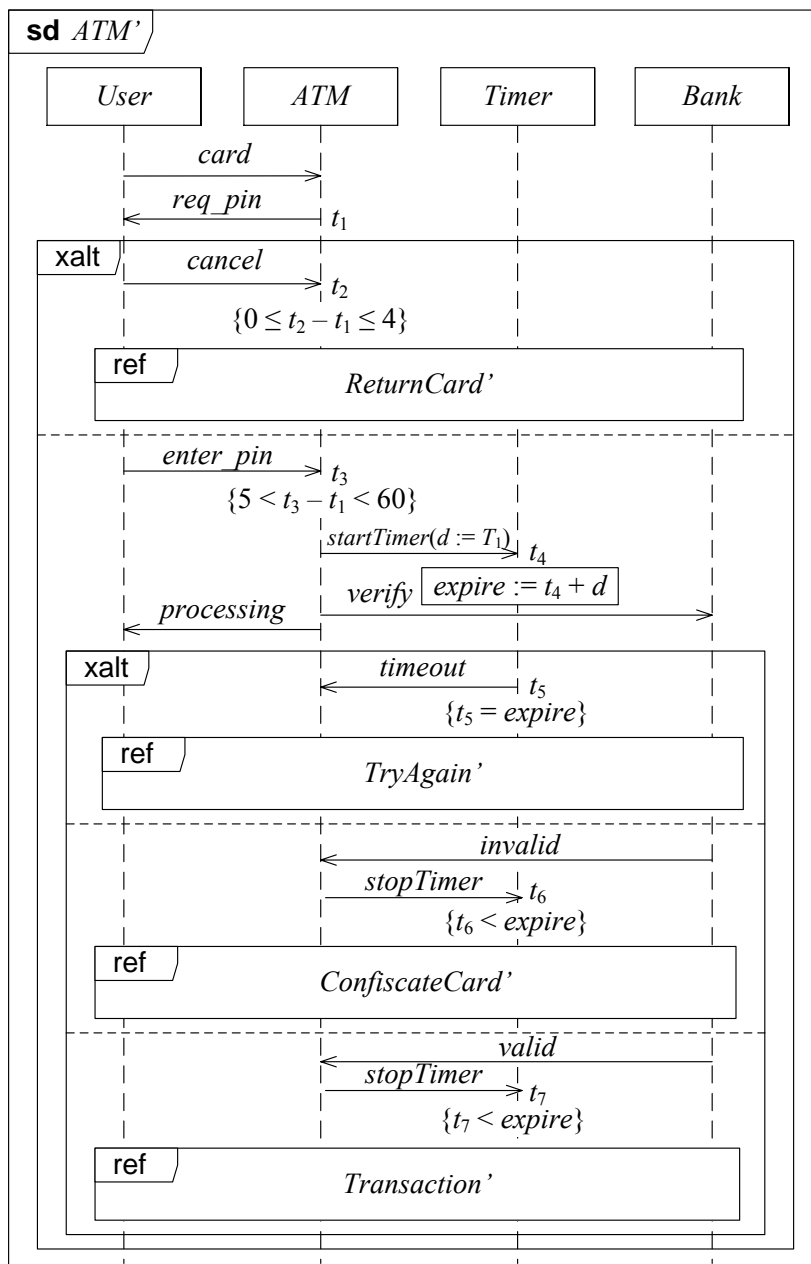 sd ATM’
User ATM Timer Bank
card
req_pin t1
xalt
cancel
t2
{0 ≤ t2 – t1 ≤ 4}
ref
ReturnCard’
enter_pin
t3
{5 < t3 – t1 < 60}
startTimer(d := T1)
t4
verify expire := t4 + d
processing
xalt
timeout
t5
{t5 = expire}
ref
TryAgain’
invalid
stopTimer t6
{t6 < expire}
ref
ConfiscateCard’
valid
stopTimer t7
{t7 < expire}
ref
Transaction’